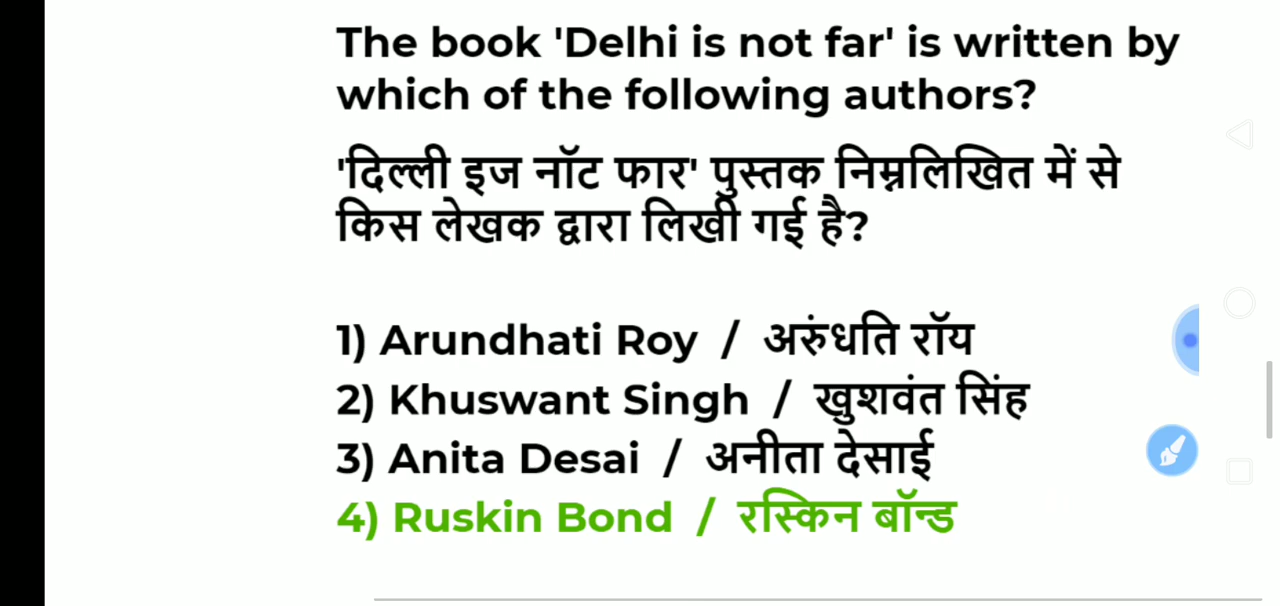 The book 'Delhi is not far' is written by
which of the following authors?
'दिल्ली इज नॉट फार' पुस्तक निम्नलिखित में से
किस लेखक द्वारा लिखी गई है?
1) Arundhati Roy / अरुंधति रॉय
2) Khuswant Singh / खुशवंत सिंह
3) Anita Desai / अनीता देसाई
4) Ruskin Bond / रस्किन बॉन्ड